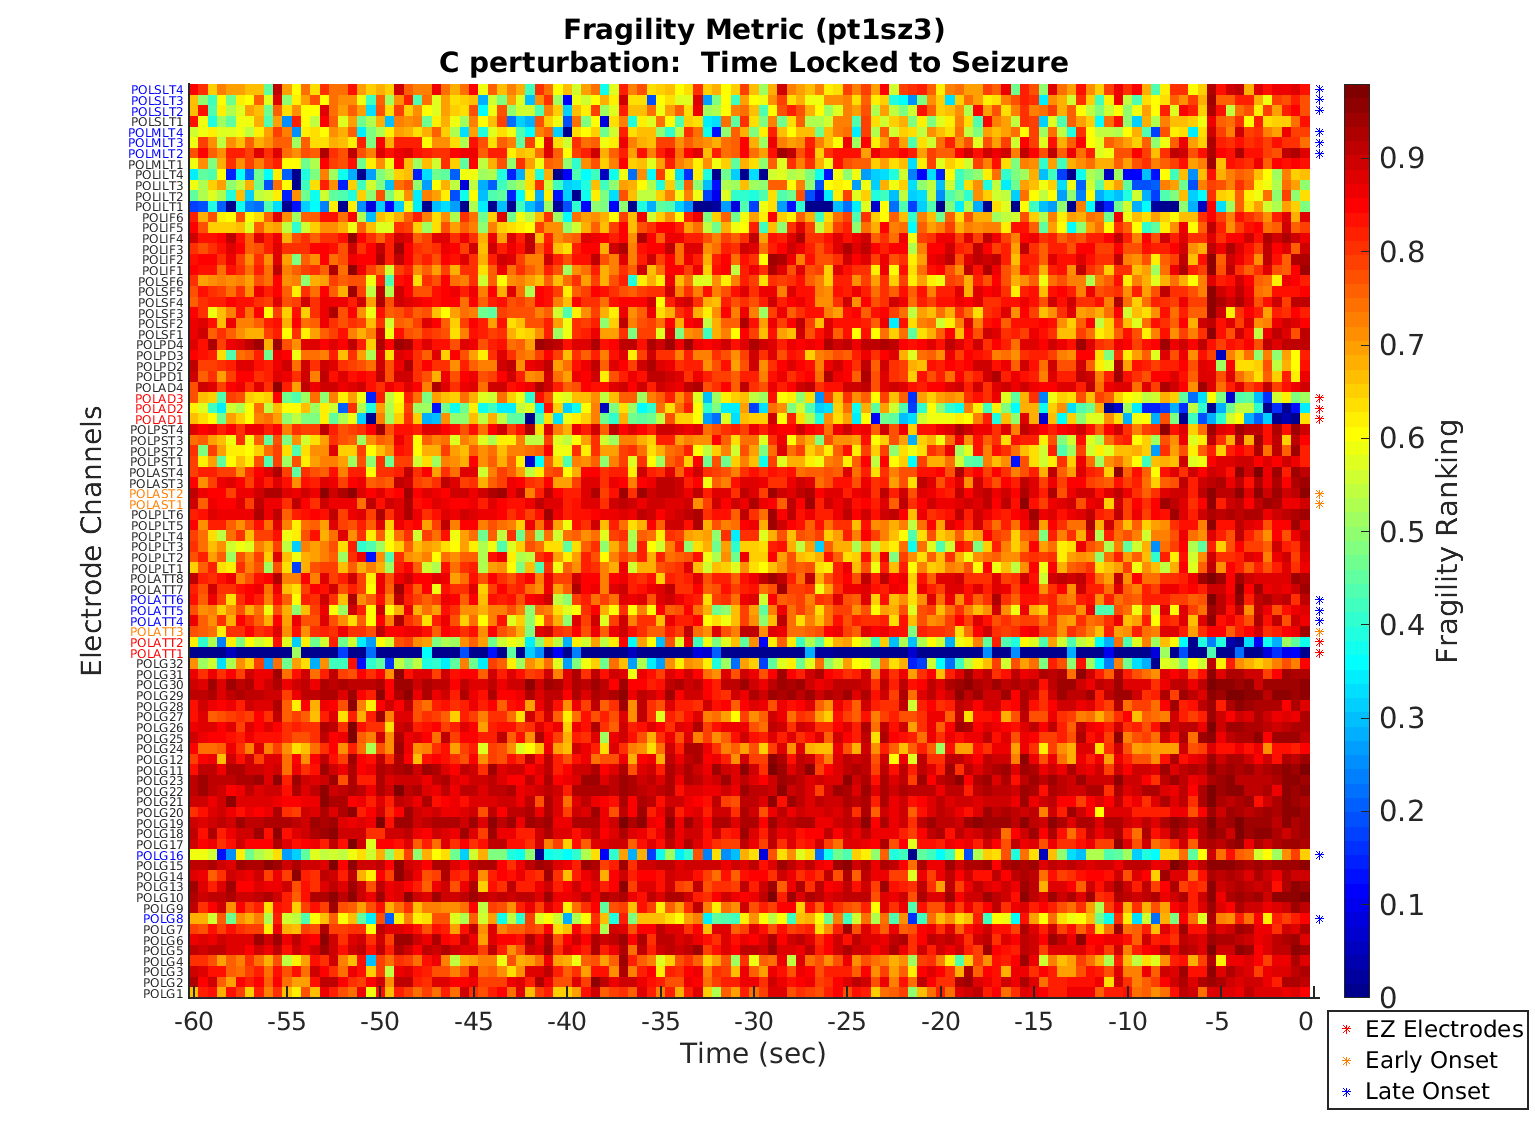 Fragility Metric (pt1sz3)
C perturbation:  Time Locked to Seizure
Electrode Channels
POLSLT4
POLSLT3
POLSLT2
POLSLT1
POLMLT4
POLMLT3
POLMLT2
POLMLT1
POLILT4
POLILT3
POLILT2
POLILT1
POLIF6
POLIF5
POLIF4
POLIF3
POLIF2
POLIF1
POLSF6
POLSF5
POLSF4
POLSF3
POLSF2
POLSF1
POLPD4
POLPD3
POLPD2
POLPD1
POLAD4
POLAD3
POLAD2
POLAD1
POLPST4
POLPST3
POLPST2
POLPST1
POLAST4
POLAST3
POLAST2
POLAST1
POLPLT6
POLPLT5
POLPLT4
POLPLT3
POLPLT2
POLPLT1
POLATT8
POLATT7
POLATT6
POLATT5
POLATT4
POLATT3
POLATT2
POLATT1
POLG32
POLG31
POLG30
POLG29
POLG28
POLG27
POLG26
POLG25
POLG24
POLG12
POLG11
POLG23
POLG22
POLG21
POLG20
POLG19
POLG18
POLG17
POLG16
POLG15
POLG14
POLG13
POLG10
POLG9
POLG8
POLG7
POLG6
POLG5
POLG4
POLG3
POLG2
POLG1
-60 -55 -50 -45 -40 -35 -30 -25 -20 -15 -10 -5 0
Time (sec)
0.9
0.8
0.7
0.6
0.5
0.4
0.3
0.2
0.1
0
Fragility Ranking
EZ Electrodes
Early Onset
Late Onset